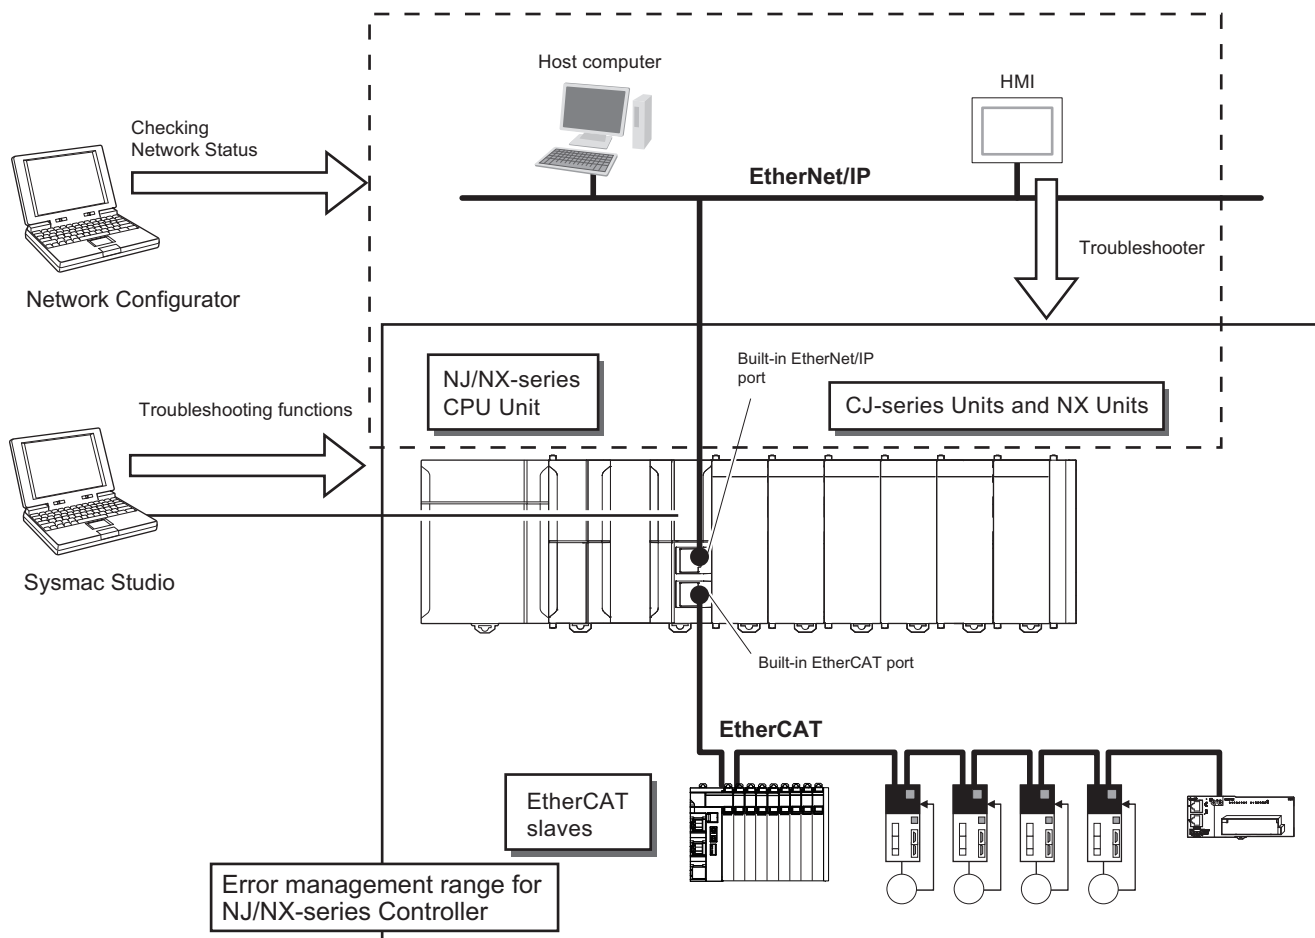 Host computer
HMI
Checking
Network Status
EtherNet/IP
Troubleshooter
Network Configurator
Built-in EtherNet/IP
port
NJ/NX-series
CPU Unit
CJ-series Units and NX Units
Troubleshooting functions
Sysmac Studio
Built-in EtherCAT port
EtherCAT
EtherCAT
slaves
Error management range for
NJ/NX-series Controller